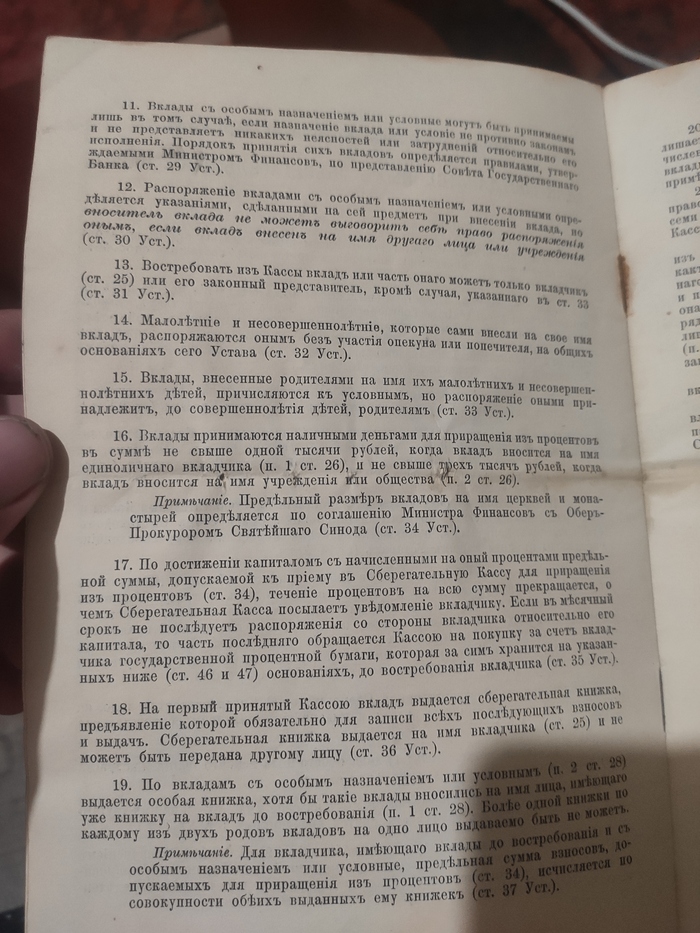 11. Вклады съ особымъ назначеніемъ или условные могутъ быть принимаемы
лишь въ томъ случаѣ, если назначеніе вклада или условіе не противно законамъ
и не представляетъ никакихъ неясностей или затрудненій относительно его
исполненія. Порядокъ принятія сихъ вкладовъ опредѣляется правилами, утвер-
ждаемыми Министромъ Финансовъ, по представленію Совѣта Государственнаго
Банка (ст. 29 Уст.).
12. Распоряженіе вкладами съ особымъ назначеніемъ или условными опре-
дѣляется указаніями, сдѣланными на сей предметъ при внесеніи вклада, но
вноситель вклада не можетъ выговорить себѣ право распоряженія
онымъ, если вкладъ внесенъ на имя другаго лица или учрежденія
(ст. 30 Уст.).
13. Востребовать изъ Кассы вкладъ или часть онаго можетъ только вкладчикъ
(ст. 25) или его законный представитель, кромѣ случая, указаннаго въ ст. 33
(ст. 31 Уст.).
14. Малолѣтніе и несовершеннолѣтніе, которые сами внесли на свое имя
вкладъ, распоряжаются онымъ безъ участія опекуна или попечителя, на общихъ
основаніяхъ сего Устава (ст. 32 Уст.).
15. Вклады, внесенные родителями на имя ихъ малолѣтнихъ и несовершен-
нолѣтнихъ дѣтей, причисляются къ условнымъ, но распоряженіе оными при-
надлежитъ, до совершеннолѣтія дѣтей, родителямъ (ст. 33 Уст.).
16. Вклады принимаются наличными деньгами для приращенія изъ процентовъ
въ суммѣ не свыше одной тысячи рублей, когда вкладъ вносится на имя
единоличнаго вкладчика (п. 1 ст. 26), и не свыше трехъ тысячъ рублей, когда
вкладъ вносится на имя учрежденія или общества (п. 2 ст. 26).
Примѣчаніе. Предѣльный размѣръ вкладовъ на имя церквей и мона-
стырей опредѣляется по соглашенію Министра Финансовъ съ Оберъ-
Прокуроромъ Святѣйшаго Синода (ст. 34 Уст.).
17. По достиженіи капиталомъ съ начисленными на оный процентами предѣль-
ной суммы, допускаемой къ пріему въ Сберегательную Кассу для приращенія
изъ процентовъ (ст. 34), теченіе процентовъ на всю сумму прекращается, о
чемъ Сберегательная Касса посылаетъ увѣдомленіе вкладчику. Если въ мѣсячный
срокъ не послѣдуетъ распоряженія со стороны вкладчика относительно его
капитала, то часть послѣдняго обращается Кассою на покупку за счетъ вклад-
чика государственной процентной бумаги, которая за симъ хранится на указан-
ныхъ ниже (ст. 46 и 47) основаніяхъ, до востребованія вкладчика (ст. 35 Уст.).
18. На первый принятый Кассою вкладъ выдается сберегательная книжка,
предъявленіе которой обязательно для записи всѣхъ послѣдующихъ взносовъ
и выдачъ. Сберегательная книжка выдается на имя вкладчика (ст. 25) и не
можетъ быть передана другому лицу (ст. 36 Уст.).
19. По вкладамъ съ особымъ назначеніемъ или условнымъ (п. 2 ст. 28)
выдается особая книжка, хотя бы такіе вклады вносились на имя лица, имѣющаго
уже книжку на вкладъ до востребованія (п. 1 ст. 28). Болѣе одной книжки по
каждому изъ двухъ родовъ вкладовъ на одно лицо выдаваемо быть не можетъ.
Примѣчаніе. Для вкладчика, имѣющаго вклады до востребованія и съ
особымъ назначеніемъ или условные, предѣльная сумма взносовъ, до-
пускаемыхъ для приращенія изъ процентовъ (ст. 34), исчисляется по
совокупности обѣихъ выданныхъ ему книжекъ (ст. 37 Уст.).